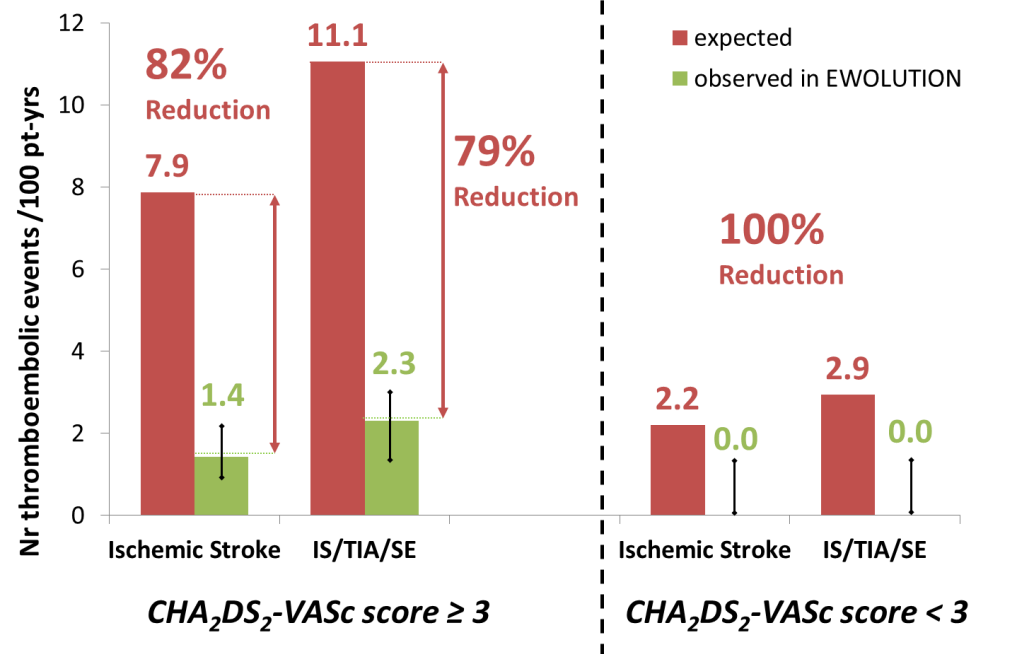 Nr thromboembolic events /100 pt-yrs
12
10
8
6
4
2
0
82%
Reduction
7.9
1.4
11.1
79%
Reduction
2.3
Ischemic Stroke
IS/TIA/SE
CHA₂DS₂-VASc score ≥ 3
expected
observed in EWOLUTION
100%
Reduction
2.2
0.0
2.9
0.0
Ischemic Stroke
IS/TIA/SE
CHA₂DS₂-VASc score < 3